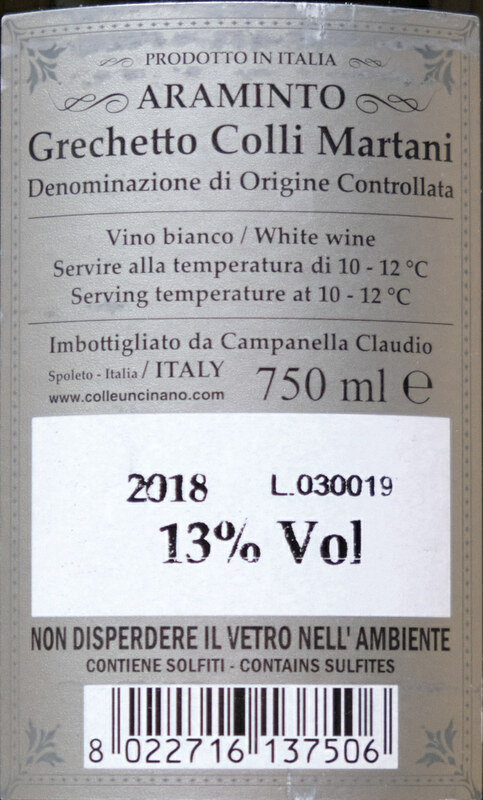 PRODOTTO IN ITALIA
ARAMINTO
Grechetto Colli Martani
Denominazione di Origine Controllata
Vino bianco / White wine
Servire alla temperatura di 10 - 12 °C
Serving temperature at 10 - 12 °C
Imbottigliato da Campanella Claudio
Spoleto - Italia / ITALY 750 ml ℮
www.colleuncinano.com
2018 L.030019
13% Vol
NON DISPERDERE IL VETRO NELL' AMBIENTE
CONTIENE SOLFITI - CONTAINS SULFITES
8 022716 137506